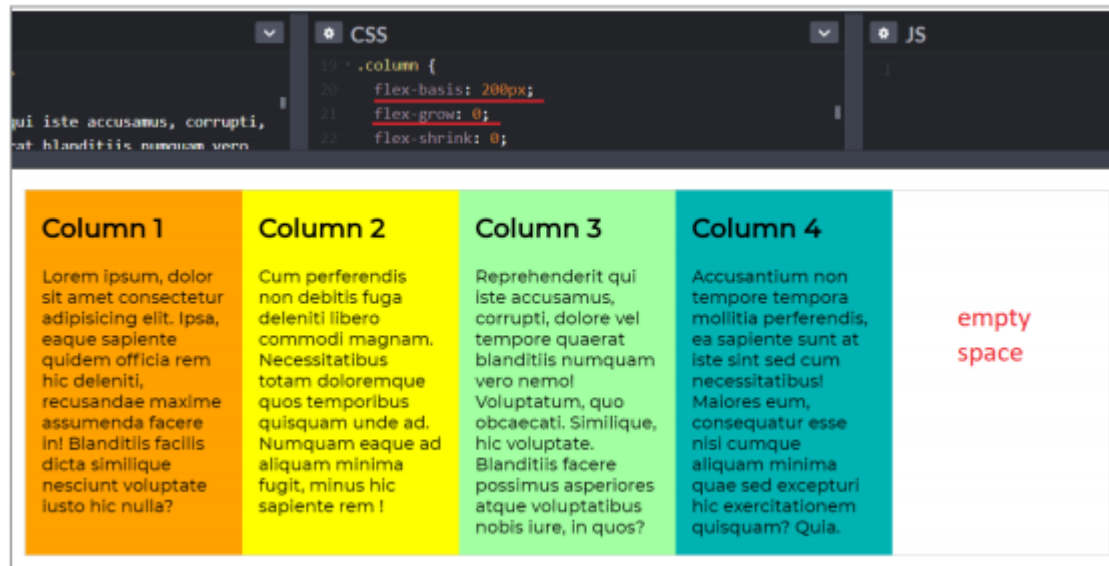 CSS
JS
19
.column {
20
flex-basis: 200px;
21
flex-grow: 0;
22
flex-shrink: 0;
1
qui iste accusamus, corrupti,
rat blanditiis numquam vero
Column 1
Lorem ipsum, dolor
sit amet consectetur
adipisicing elit. Ipsa,
eaque sapiente
quidem officia rem
hic deleniti,
recusandae maxime
assumenda facere
in! Blanditiis facilis
dicta similique
nesciunt voluptate
iusto hic nulla?
Column 2
Cum perferendis
non debitis fuga
deleniti libero
commodi magnam.
Necessitatibus
totam doloremque
quos temporibus
quisquam unde ad.
Numquam eaque ad
aliquam minima
fugit, minus hic
sapiente rem !
Column 3
Reprehenderit qui
iste accusamus,
corrupti, dolore vel
tempore quaerat
blanditiis numquam
vero nemo!
Voluptatum, quo
obcaecati. Similique,
hic voluptate.
Blanditiis facere
possimus asperiores
atque voluptatibus
nobis iure, in quos?
Column 4
Accusantium non
tempore tempora
mollitia perferendis,
ea sapiente sunt at
iste sint sed cum
necessitatibus!
Maiores eum,
consequatur esse
nisi cumque
aliquam minima
quae sed excepturi
hic exercitationem
quisquam? Quia.
empty
space